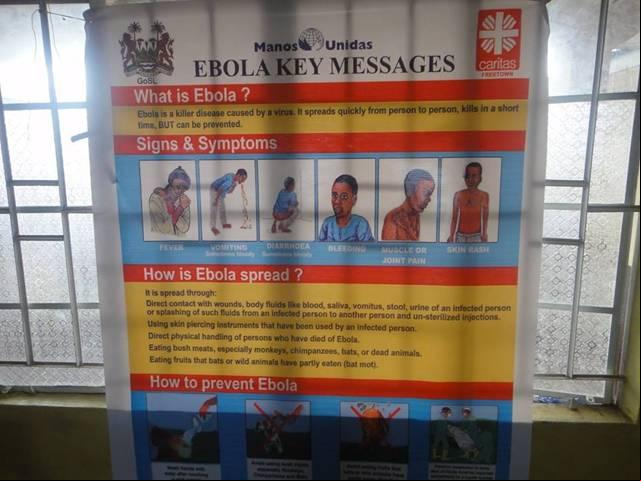 GoSL
Manos Unidas
caritas
FREETOWN
EBOLA KEY MESSAGES
What is Ebola ?
Ebola is a killer disease caused by a virus. It spreads quickly from person to person, kills in a short
time, BUT can be prevented.
Signs & Symptoms
FEVER
VOMITING
Sometimes bloody
DIARRHOEA
Sometimes bloody
BLEEDING
MUSCLE OR
JOINT PAIN
SKIN RASH
How is Ebola spread ?
It is spread through:
Direct contact with wounds, body fluids like blood, saliva, vomitus, stool, urine of an infected person
or splashing of such fluids from an infected person to another person and un-sterilized injections.
Using skin piercing instruments that have been used by an infected person.
Direct physical handling of persons who have died of Ebola.
Eating bush meats, especially monkeys, chimpanzees, bats, or dead animals.
Eating fruits that bats or wild animals have partly eaten (bat mot).
How to prevent Ebola